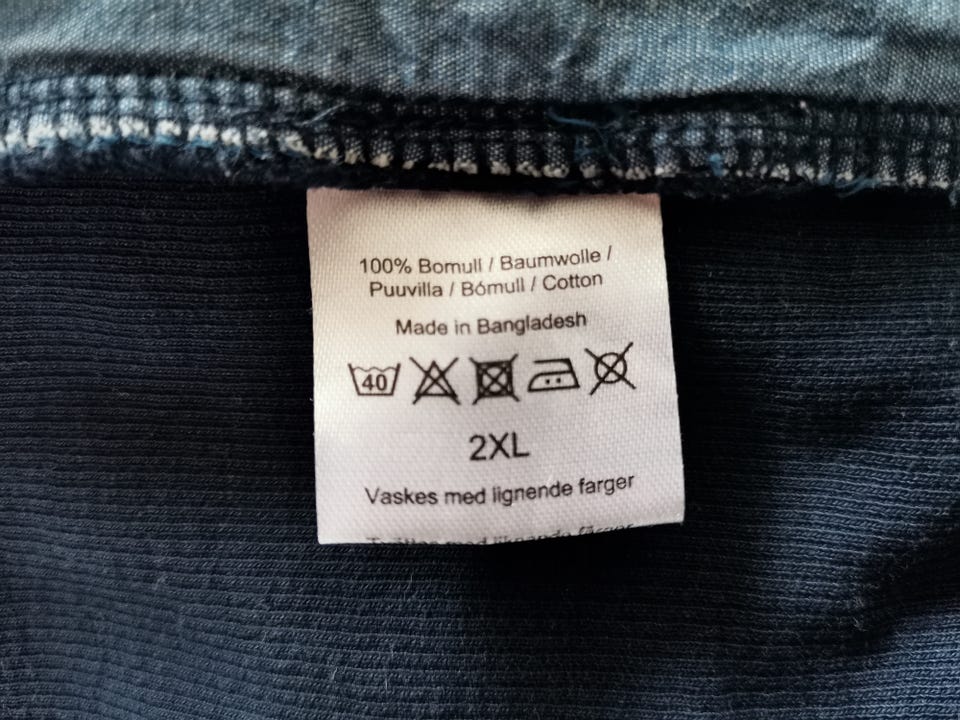 100% Bomull / Baumwolle /
Puuvilla / Bómull / Cotton
Made in Bangladesh
40
2XL
Vaskes med lignende farger